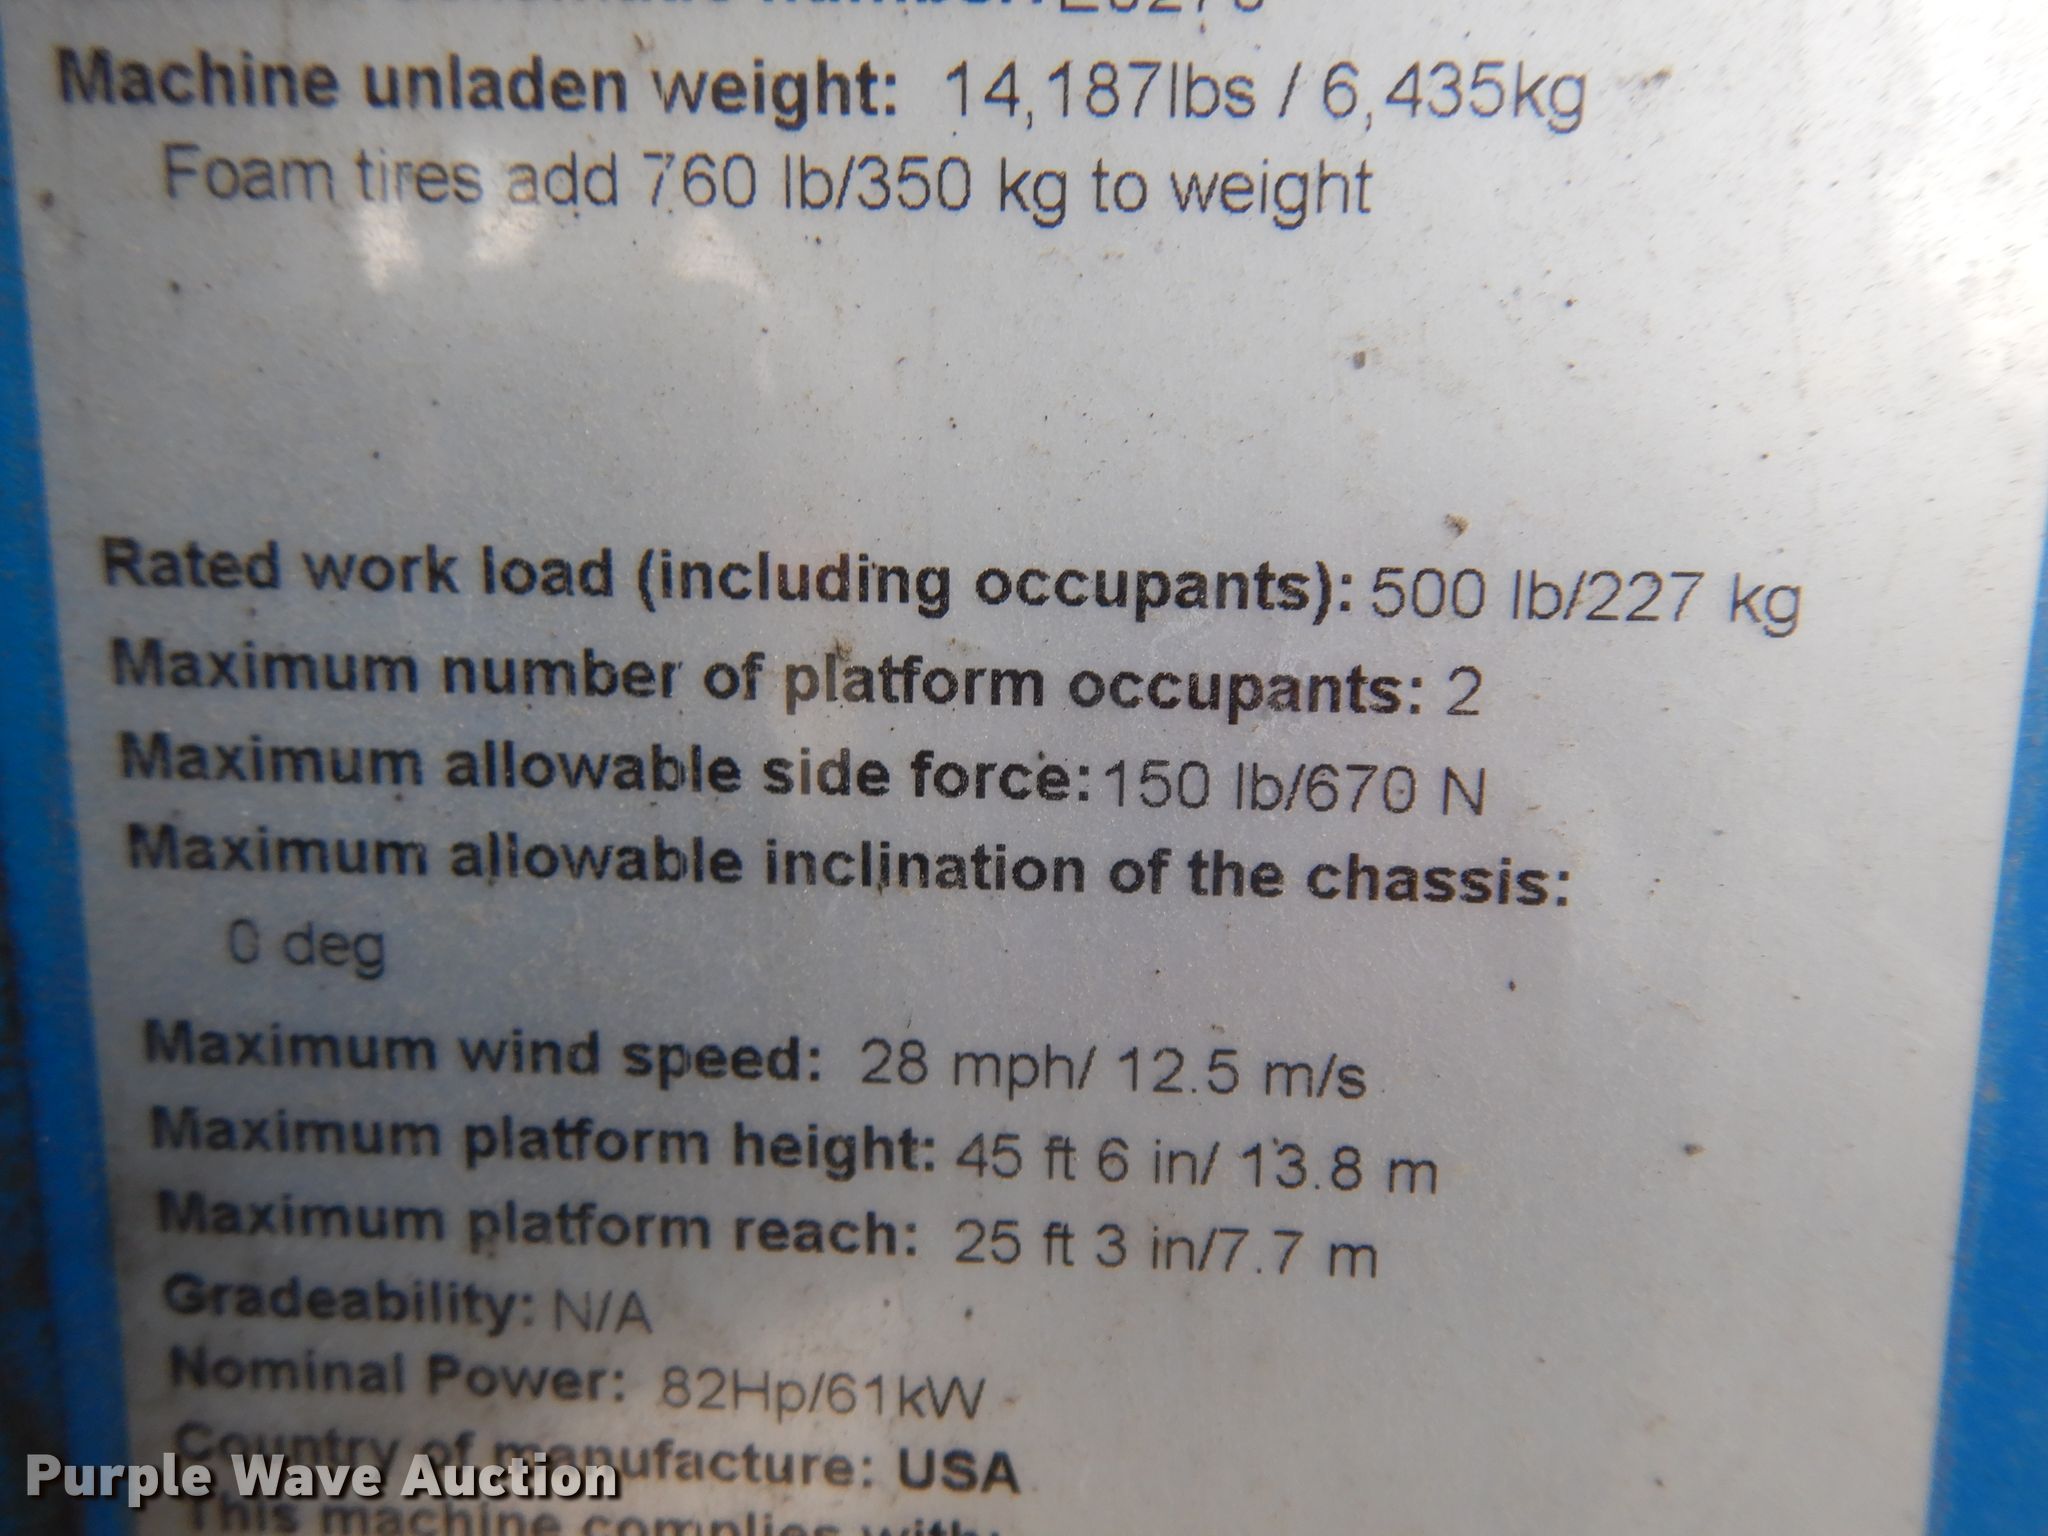 Machine unladen weight: 14,187lbs / 6,435kg
Foam tires add 760 lb/350 kg to weight
Rated work load (including occupants): 500 lb/227 kg
Maximum number of platform occupants: 2
Maximum allowable side force: 150 lb/670 N
Maximum allowable inclination of the chassis:
0 deg
Maximum wind speed: 28 mph/ 12.5 m/s
Maximum platform height: 45 ft 6 in/ 13.8 m
Maximum platform reach: 25 ft 3 in/7.7 m
Gradeability: N/A
Nominal Power: 82Hp/61kW
Country of manufacture: USA
Purple Wave Auction
This machine complies with: